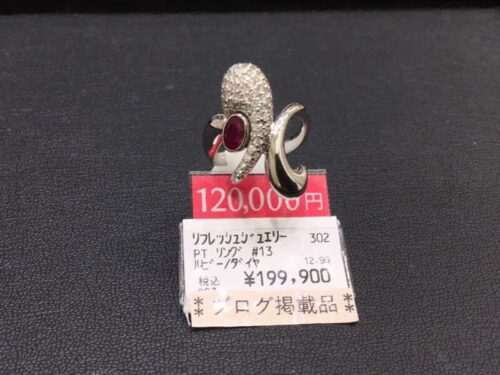 120,000円
リフレッシュジュエリー 302
PT リング #13
ルビー/ダイヤ 12.90
税込 ¥199,900
**ブログ掲載品**